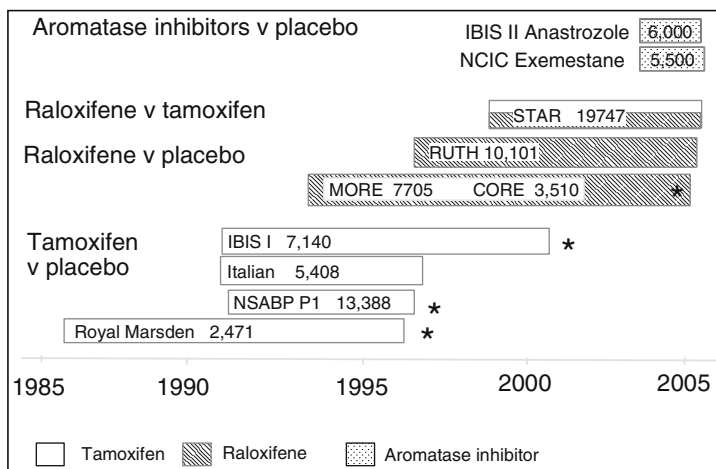 Aromatase inhibitors v placebo
IBIS II Anastrozole 6,000
NCIC Exemestane 5,500
Raloxifene v tamoxifen
STAR 19747
Raloxifene v placebo
RUTH 10,101
MORE 7705 CORE 3,510 *
Tamoxifen
v placebo
IBIS I 7,140 *
Italian 5,408
NSABP P1 13,388 *
Royal Marsden 2,471 *
1985 1990 1995 2000 2005
Tamoxifen Raloxifene Aromatase inhibitor